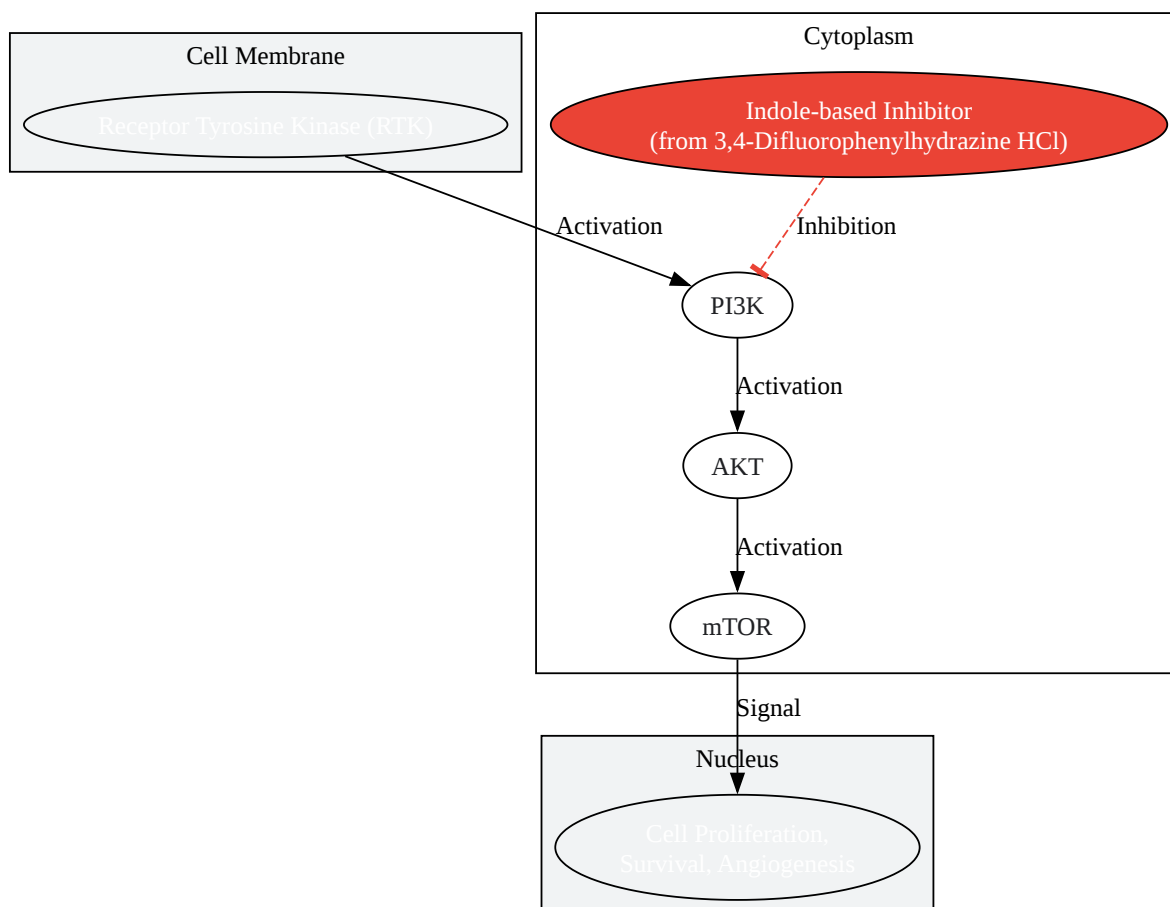 Cell Membrane
Receptor Tyrosine Kinase (RTK)
Cytoplasm
Indole-based Inhibitor
(from 3,4-Difluorophenylhydrazine HCl)
Activation
Inhibition
PI3K
Activation
AKT
Activation
mTOR
Signal
Nucleus
Cell Proliferation,
Survival, Angiogenesis